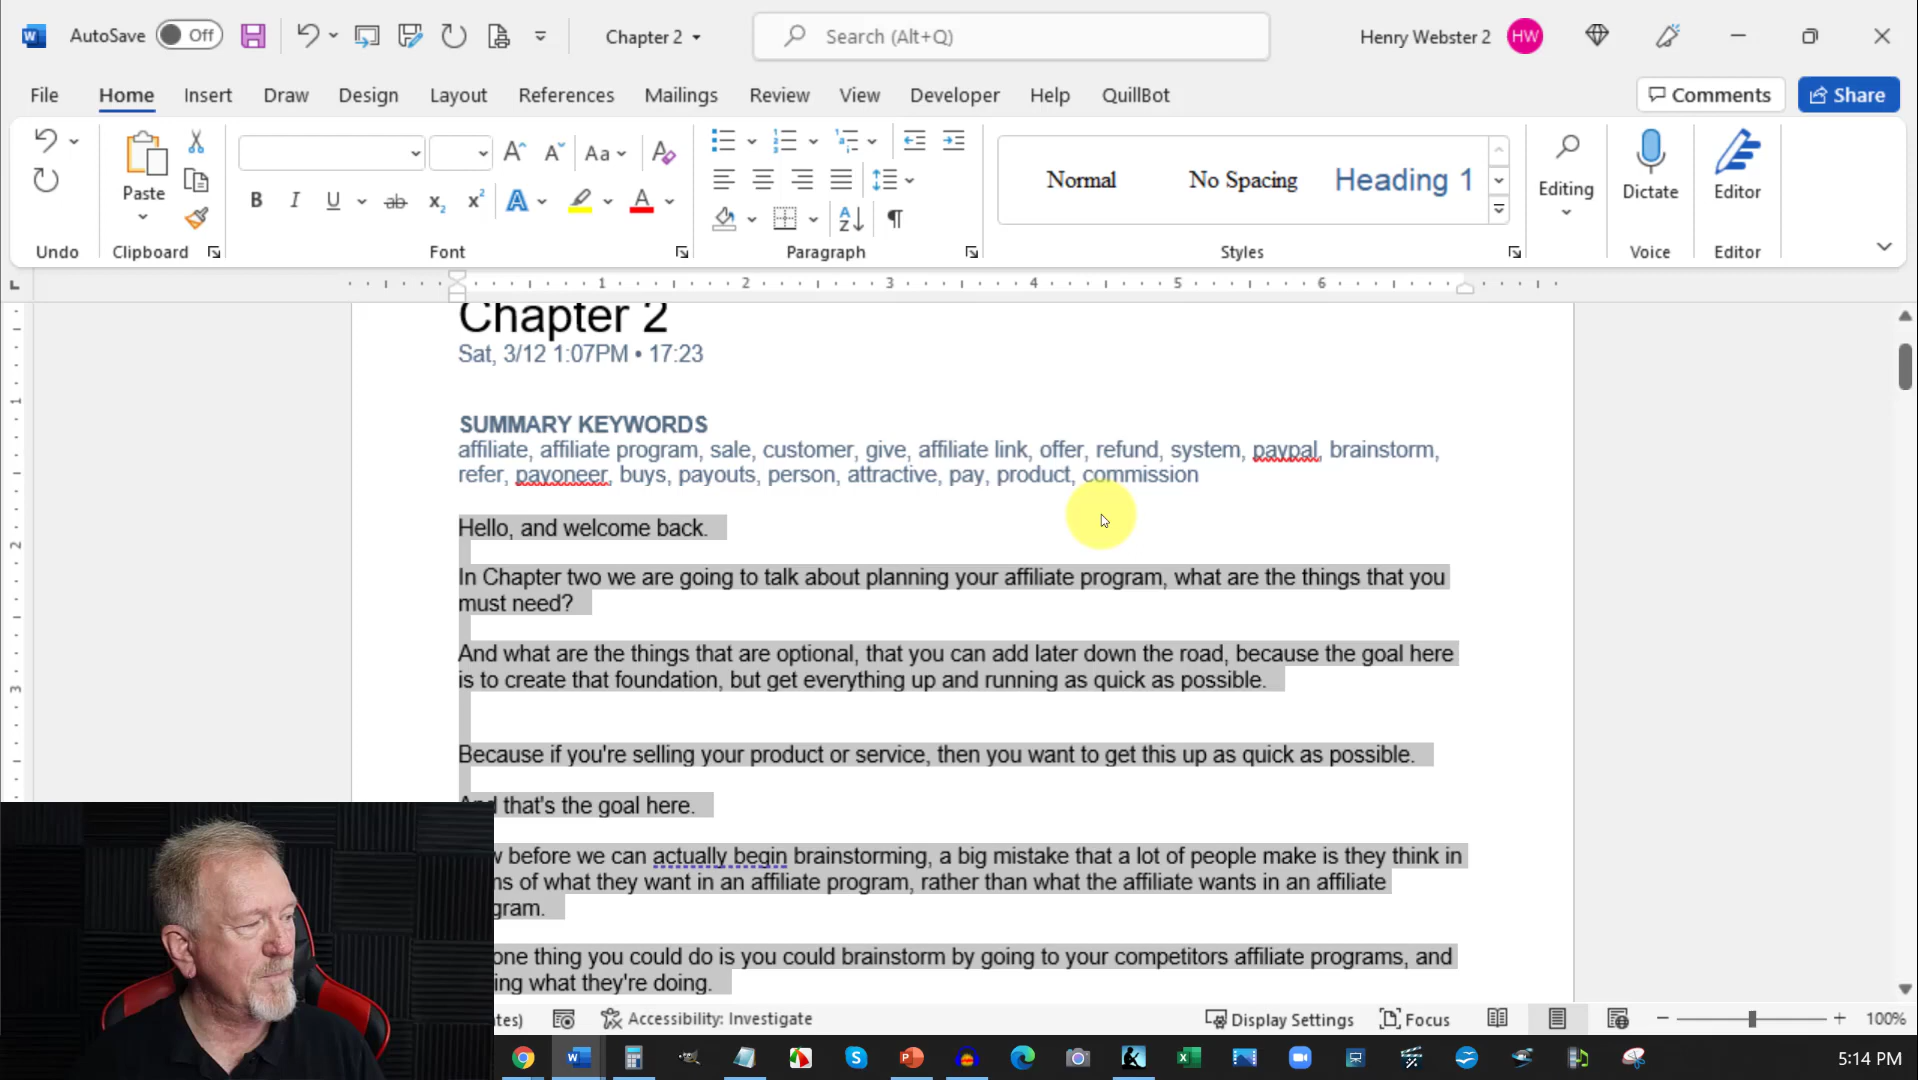 AutoSave Off Chapter 2 Search (Alt+Q) Henry Webster 2 HW
File Home Insert Draw Design Layout References Mailings Review View Developer Help QuillBot Comments Share
Paste Aa Normal No Spacing Heading 1 Editing Dictate Editor
Undo Clipboard Font Paragraph Styles Voice Editor
1 2 3 4 5 6
Chapter 2
Sat, 3/12 1:07PM • 17:23
SUMMARY KEYWORDS
affiliate, affiliate program, sale, customer, give, affiliate link, offer, refund, system, paypal, brainstorm,
refer, payoneer, buys, payouts, person, attractive, pay, product, commission
Hello, and welcome back.
In Chapter two we are going to talk about planning your affiliate program, what are the things that you
must need?
And what are the things that are optional, that you can add later down the road, because the goal here
is to create that foundation, but get everything up and running as quick as possible.
Because if you're selling your product or service, then you want to get this up as quick as possible.
And that's the goal here.
w before we can actually begin brainstorming, a big mistake that a lot of people make is they think in
ms of what they want in an affiliate program, rather than what the affiliate wants in an affiliate
gram.
one thing you could do is you could brainstorm by going to your competitors affiliate programs, and
ing what they're doing.
tes) Accessibility: Investigate Display Settings Focus 100%
5:14 PM